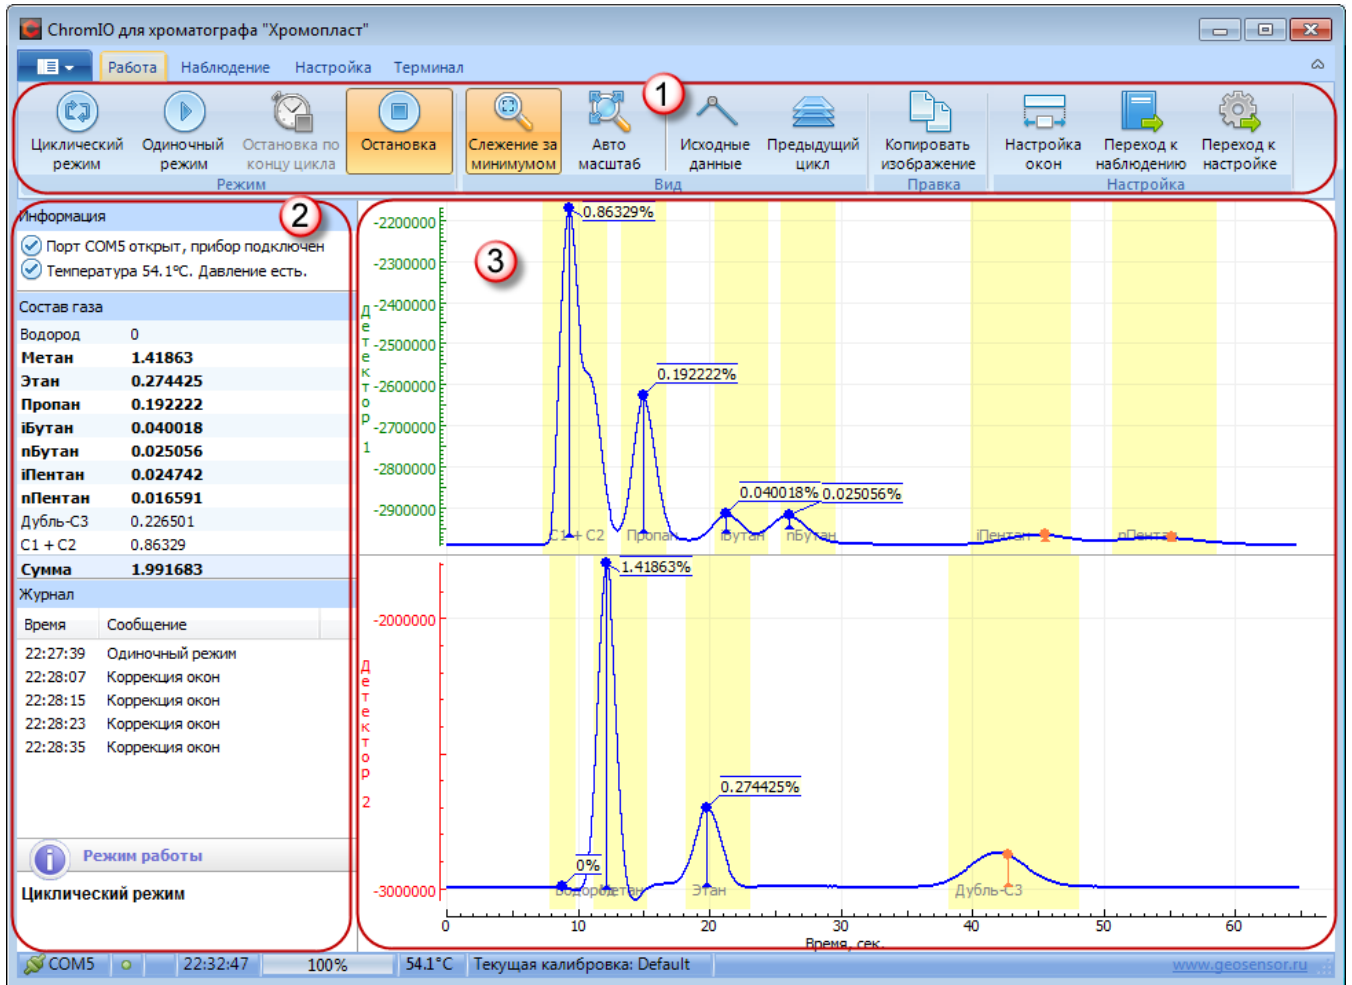 ChromIO для хроматографа "Хромопласт"
Работа Наблюдение Настройка Терминал
1
Циклический режим
Одиночный режим
Остановка по концу цикла
Остановка
Слежение за минимумом
Авто масштаб
Исходные данные
Предыдущий цикл
Копировать изображение
Настройка окон
Переход к наблюдению
Переход к настройке
Режим Вид Правка Настройка
Информация
2
Порт COM5 открыт, прибор подключен
Температура 54.1°C. Давление есть.
Состав газа
Водород 0
Метан 1.41863
Этан 0.274425
Пропан 0.192222
iБутан 0.040018
nБутан 0.025056
iПентан 0.024742
nПентан 0.016591
Дубль-C3 0.226501
C1 + C2 0.86329
Сумма 1.991683
Журнал
Время Сообщение
22:27:39 Одиночный режим
22:28:07 Коррекция окон
22:28:15 Коррекция окон
22:28:23 Коррекция окон
22:28:35 Коррекция окон
Режим работы
Циклический режим
3
-2200000
-2300000
-2400000
-2500000
-2600000
-2700000
-2800000
-2900000
Детектор 1
0.86329%
0.192222%
0.040018% 0.025056%
C1 + C2 Пропан iБутан nБутан iПентан nПентан
-2000000
-3000000
Детектор 2
1.41863%
0.274425%
0%
Водород Метан Этан Дубль-C3
0 10 20 30 40 50 60
Время, сек.
COM5 22:32:47 100% 54.1°C Текущая калибровка: Default www.geosensor.ru